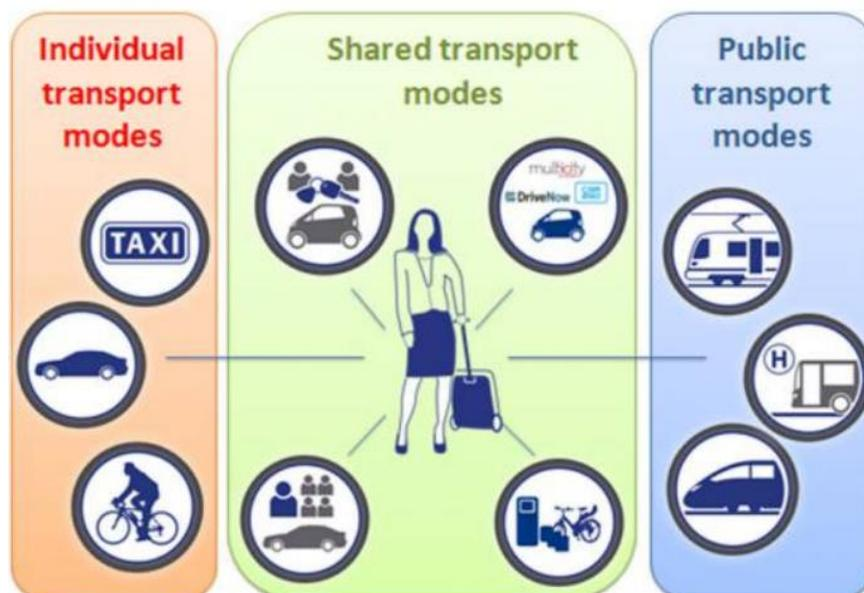 Individual
transport
modes
Shared transport
modes
Public
transport
modes
TAXI
multicity
DriveNow
H